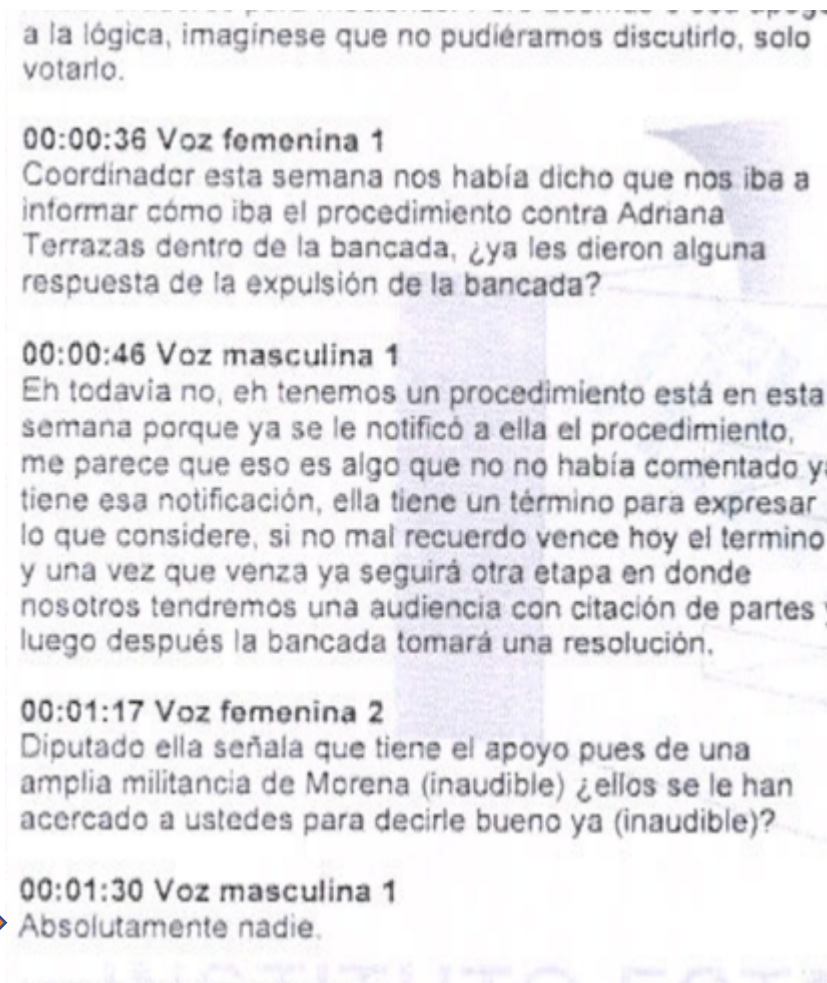 a la lógica, imagínese que no pudiéramos discutirlo, solo
votarlo.
00:00:36 Voz femenina 1
Coordinador esta semana nos había dicho que nos iba a
informar cómo iba el procedimiento contra Adriana
Terrazas dentro de la bancada, ¿ya les dieron alguna
respuesta de la expulsión de la bancada?
00:00:46 Voz masculina 1
Eh todavía no, eh tenemos un procedimiento está en esta
semana porque ya se le notificó a ella el procedimiento,
me parece que eso es algo que no no había comentado
tiene esa notificación, ella tiene un término para expresar
lo que considere, si no mal recuerdo vence hoy el termino
y una vez que venza ya seguirá otra etapa en donde
nosotros tendremos una audiencia con citación de partes
luego después la bancada tomará una resolución.
00:01:17 Voz femenina 2
Diputado ella señala que tiene el apoyo pues de una
amplia militancia de Morena (inaudible) ¿ellos se le han
acercado a ustedes para decirle bueno ya (inaudible)?
00:01:30 Voz masculina 1
Absolutamente nadie.